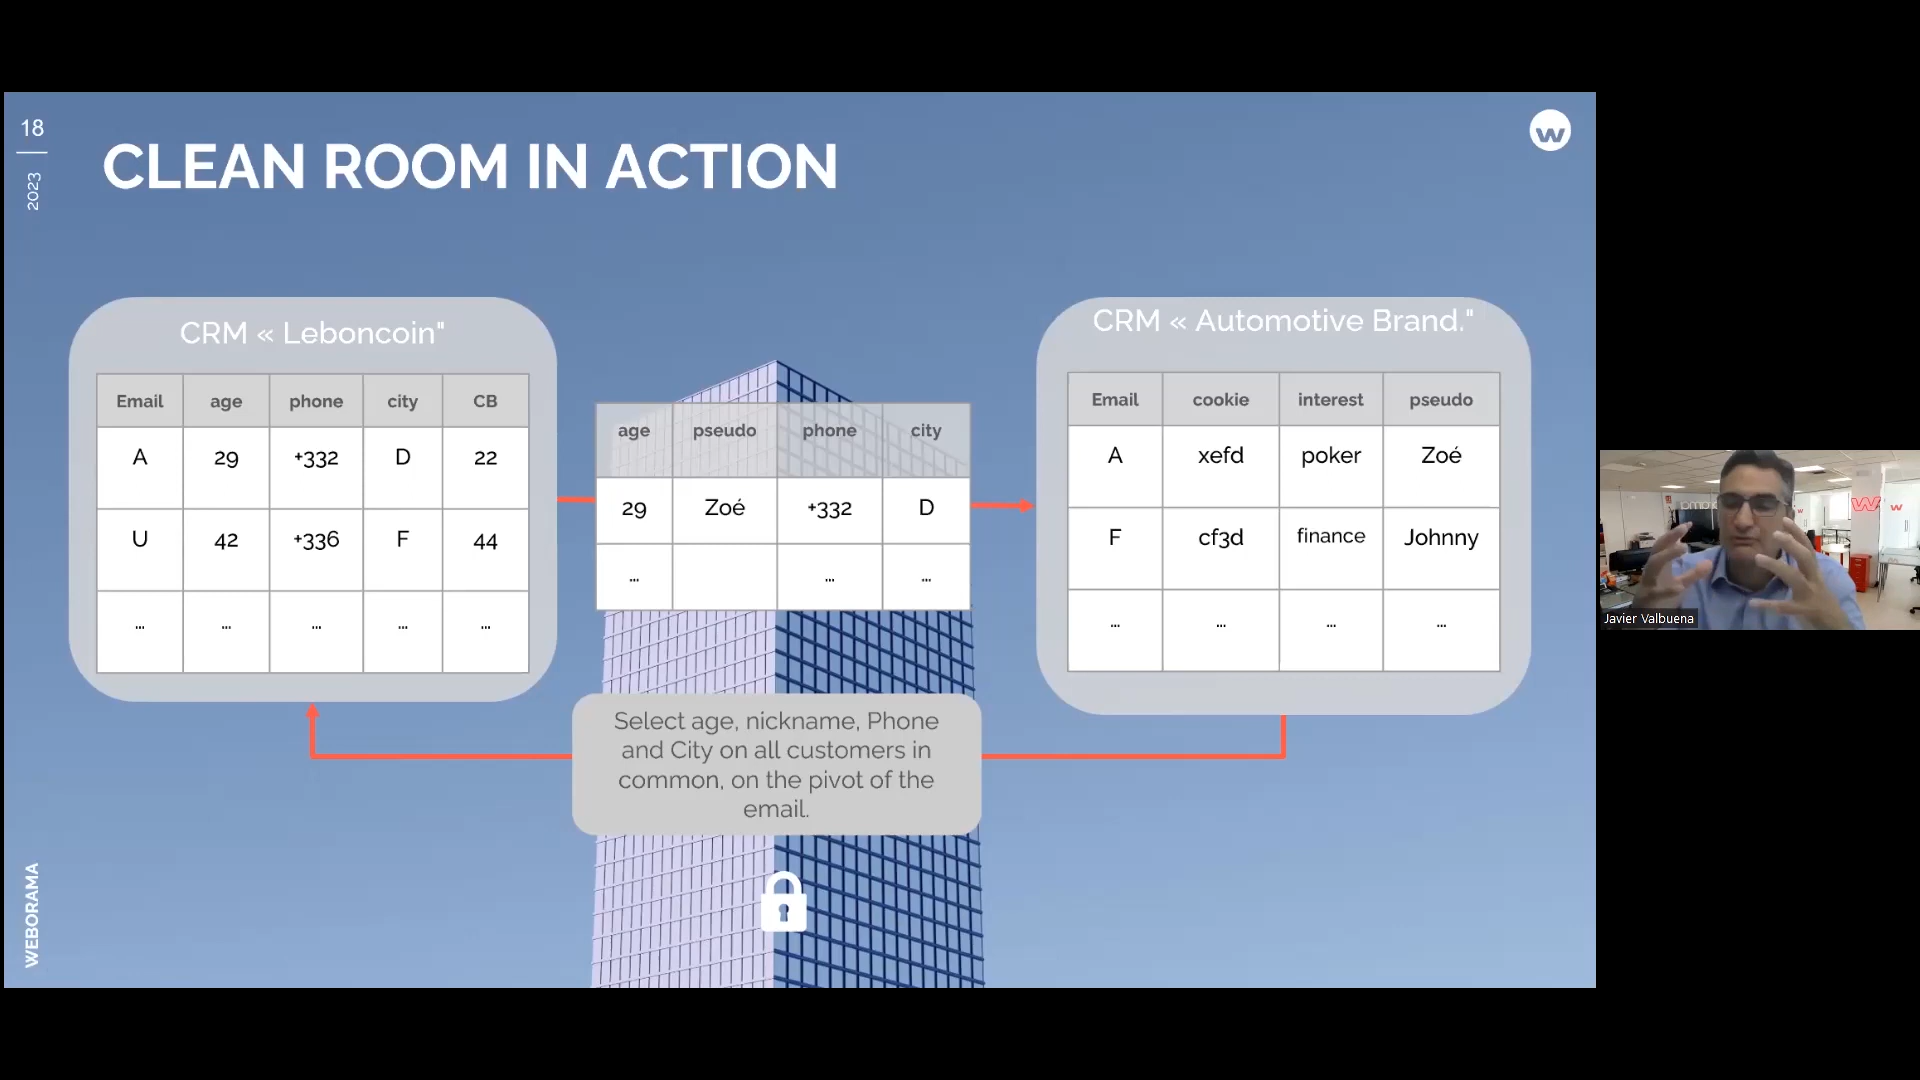 18
2023
CLEAN ROOM IN ACTION
W
CRM « Leboncoin"
Email age phone city CB
A 29 +332 D 22
U 42 +336 F 44
... ... ... ... ...
age pseudo phone city
29 Zoé +332 D
... ... ...
CRM « Automotive Brand."
Email cookie interest pseudo
A xefd poker Zoé
F cf3d finance Johnny
... ... ... ...
Select age, nickname, Phone
and City on all customers in
common, on the pivot of the
email.
WEBORAMA
Javier Valbuena